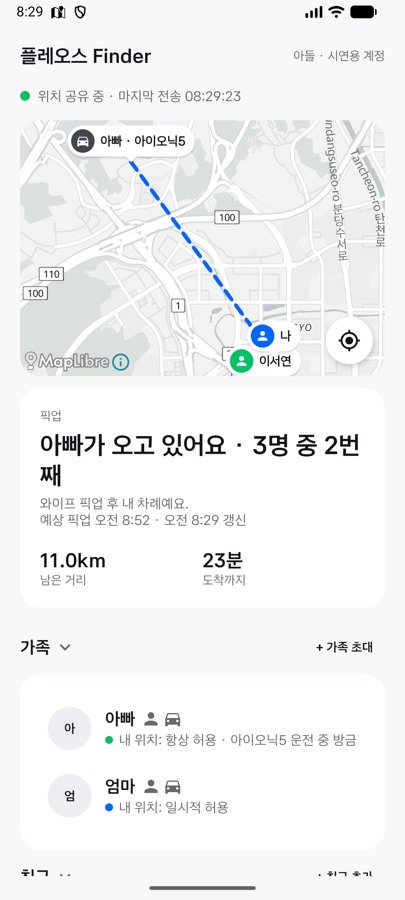 8:29
플레오스 Finder
아들 · 시연용 계정
위치 공유 중 · 마지막 전송 08:29:23
아빠 · 아이오닉5
100
110
100
1
분당수서로
Tancheon-ro 탄천로
나
이서연
MapLibre
픽업
아빠가 오고 있어요 · 3명 중 2번
째
와이프 픽업 후 내 차례예요.
예상 픽업 오전 8:52 · 오전 8:29 갱신
11.0km
23분
남은 거리
도착까지
가족
+ 가족 초대
아
아빠
내 위치: 항상 허용 · 아이오닉5 운전 중 방금
엄
엄마
내 위치: 일시적 허용